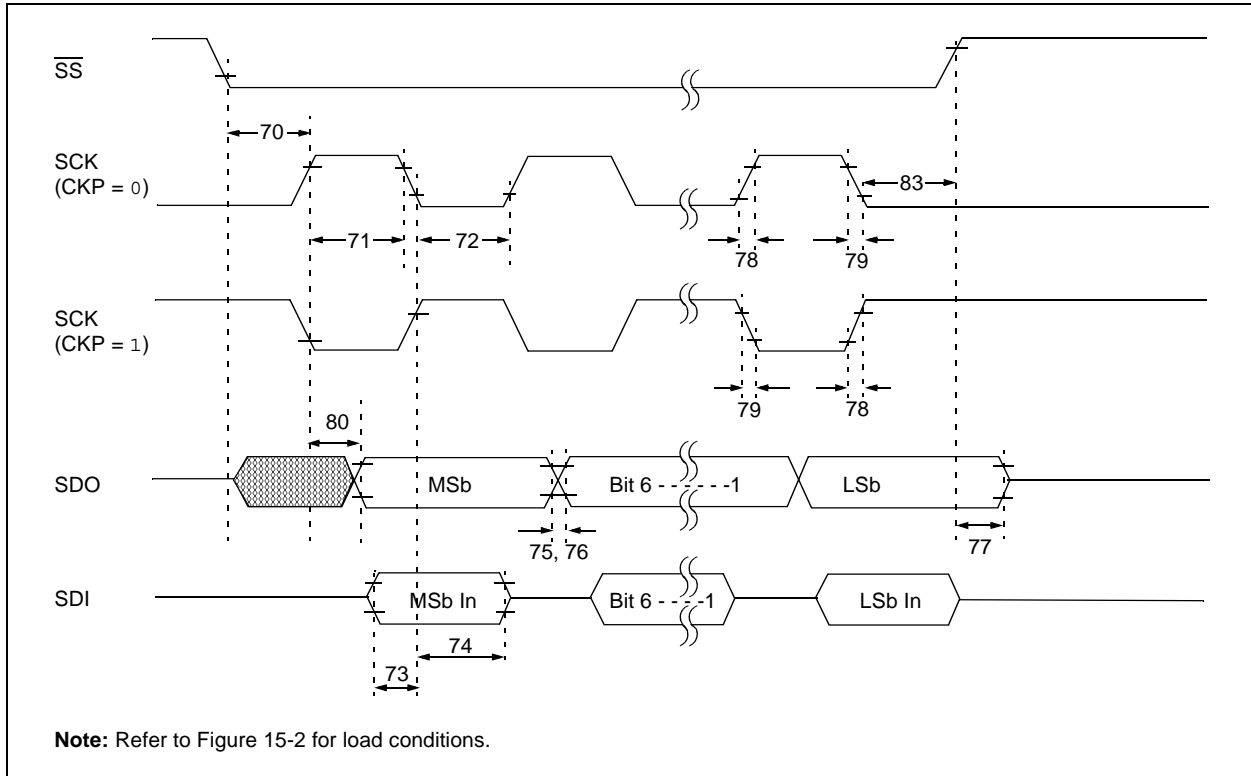 SS
70
SCK
(CKP = 0)
83
71
72
78
79
SCK
(CKP = 1)
79
78
80
SDO
MSb
Bit 6 - - - - - - -1
LSb
75, 76
77
SDI
MSb In
Bit 6 - - - - -1
LSb In
73
74
Note: Refer to Figure 15-2 for load conditions.